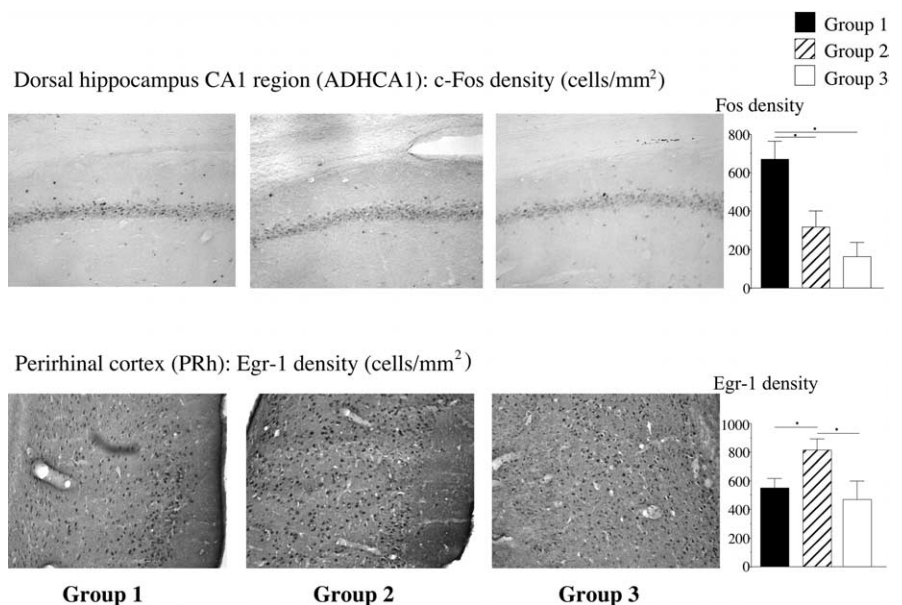 Group 1
Group 2
Group 3
Dorsal hippocampus CA1 region (ADHCA1): c-Fos density (cells/mm²)
Fos density
800
600
400
200
0
Perirhinal cortex (PRh): Egr-1 density (cells/mm²)
Egr-1 density
1000
800
600
400
200
0
Group 1 Group 2 Group 3